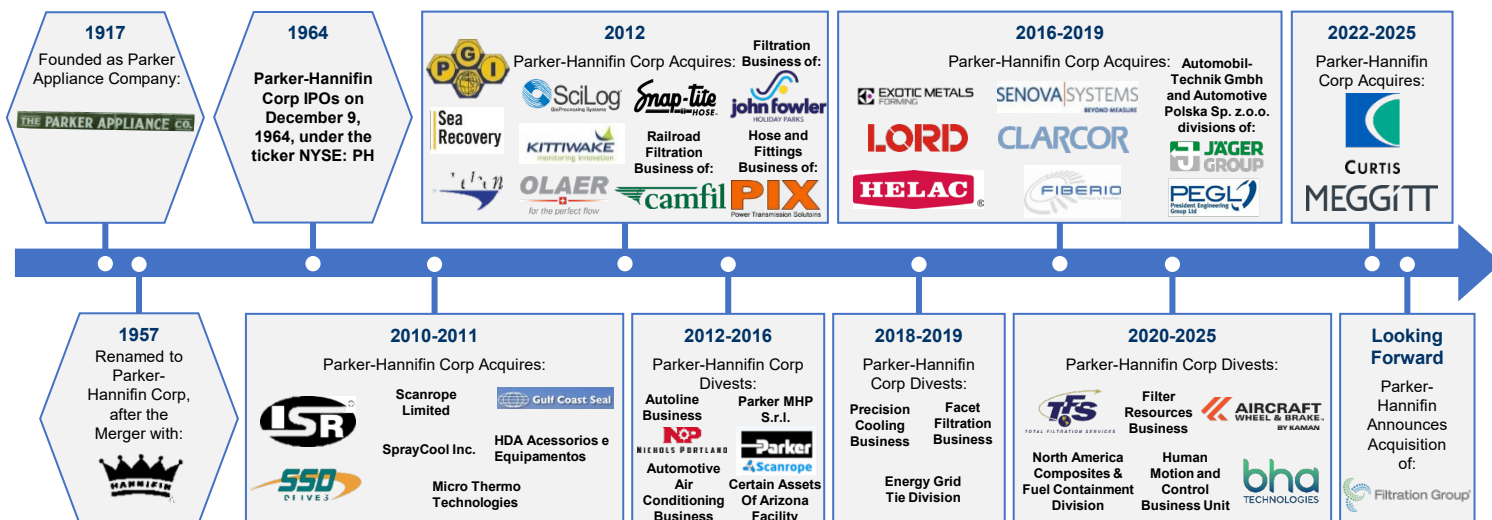 1917
Founded as Parker
Appliance Company:
THE PARKER APPLIANCE CO.
1964
Parker-Hannifin
Corp IPOs on
December 9,
1964, under the
ticker NYSE: PH
2012
Parker-Hannifin Corp Acquires:
Filtration
Business of:
PGI
SciLog
BioProcessing Systems
Snap-tite
HOSE
john fowler
HOLIDAY PARKS
Sea
Recovery
KITTIWAKE
monitoring innovation
Railroad
Filtration
Business of:
Hose and
Fittings
Business of:
OLAER
for the perfect flow
camfil
PIX
Power Transmission Solutoins
2016-2019
Parker-Hannifin Corp Acquires:
Automobil-
Technik Gmbh
and Automotive
Polska Sp. z.o.o.
divisions of:
EXOTIC METALS
FORMING
SENOVA SYSTEMS
BEYOND MEASURE
LORD
CLARCOR
JÄGER
GROUP
HELAC ®
FIBERIO
PEGL
President Engineering
Group Ltd
2022-2025
Parker-Hannifin
Corp Acquires:
CURTIS
MEGGiTT
1957
Renamed to
Parker-
Hannifin Corp,
after the
Merger with:
HANNIFIN
2010-2011
Parker-Hannifin Corp Acquires:
ISR
Scanrope
Limited
Gulf Coast Seal
SprayCool Inc.
HDA Acessorios e
Equipamentos
SSD
DRIVES
Micro Thermo
Technologies
2012-2016
Parker-Hannifin Corp
Divests:
Autoline
Business
Parker MHP
S.r.l.
NICHOLS PORTLAND
Parker
Scanrope
Automotive
Air
Conditioning
Business
Certain Assets
Of Arizona
Facility
2018-2019
Parker-Hannifin
Corp Divests:
Precision
Cooling
Business
Facet
Filtration
Business
Energy Grid
Tie Division
2020-2025
Parker-Hannifin Corp Divests:
TFS
TOTAL FILTRATION SERVICES
Filter
Resources
Business
AIRCRAFT
WHEEL & BRAKE
BY KAMAN
North America
Composites &
Fuel Containment
Division
Human
Motion and
Control
Business Unit
bha
TECHNOLOGIES
Looking
Forward
Parker-
Hannifin
Announces
Acquisition
of:
Filtration Group